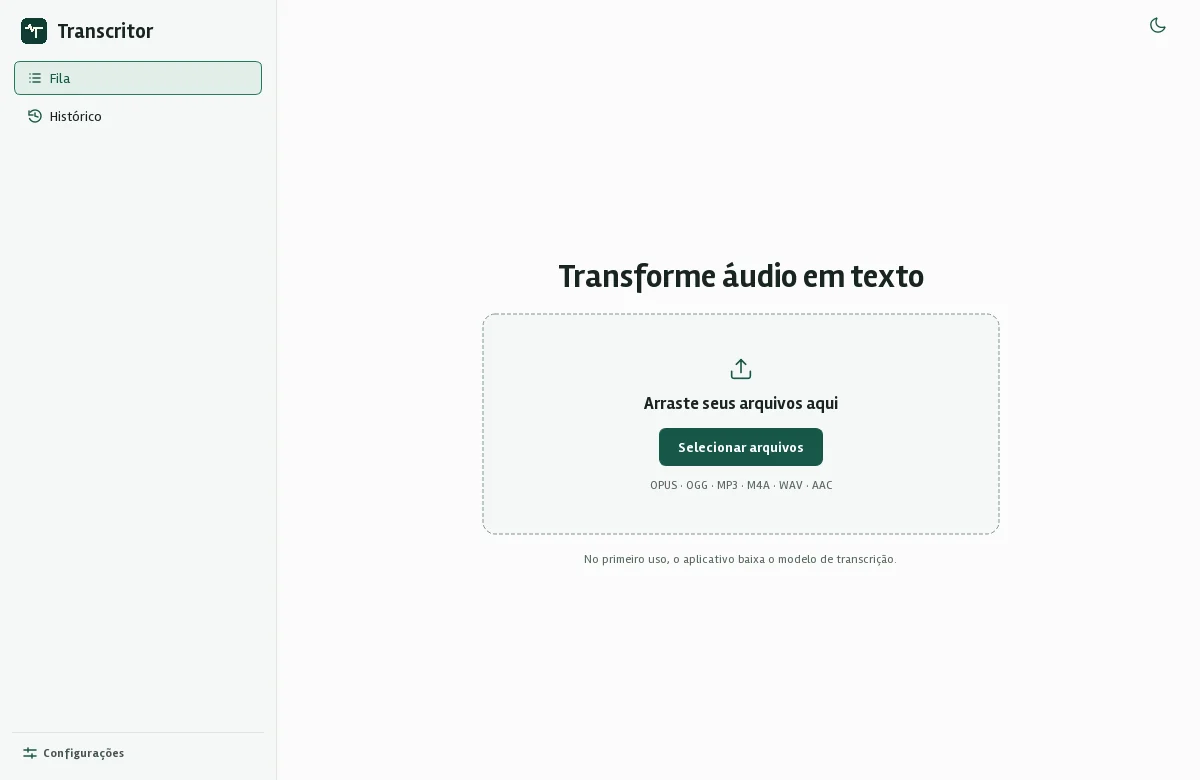 Transcritor
Fila
Histórico
Transforme áudio em texto
Arraste seus arquivos aqui
Selecionar arquivos
OPUS · OGG · MP3 · M4A · WAV · AAC
No primeiro uso, o aplicativo baixa o modelo de transcrição.
Configurações